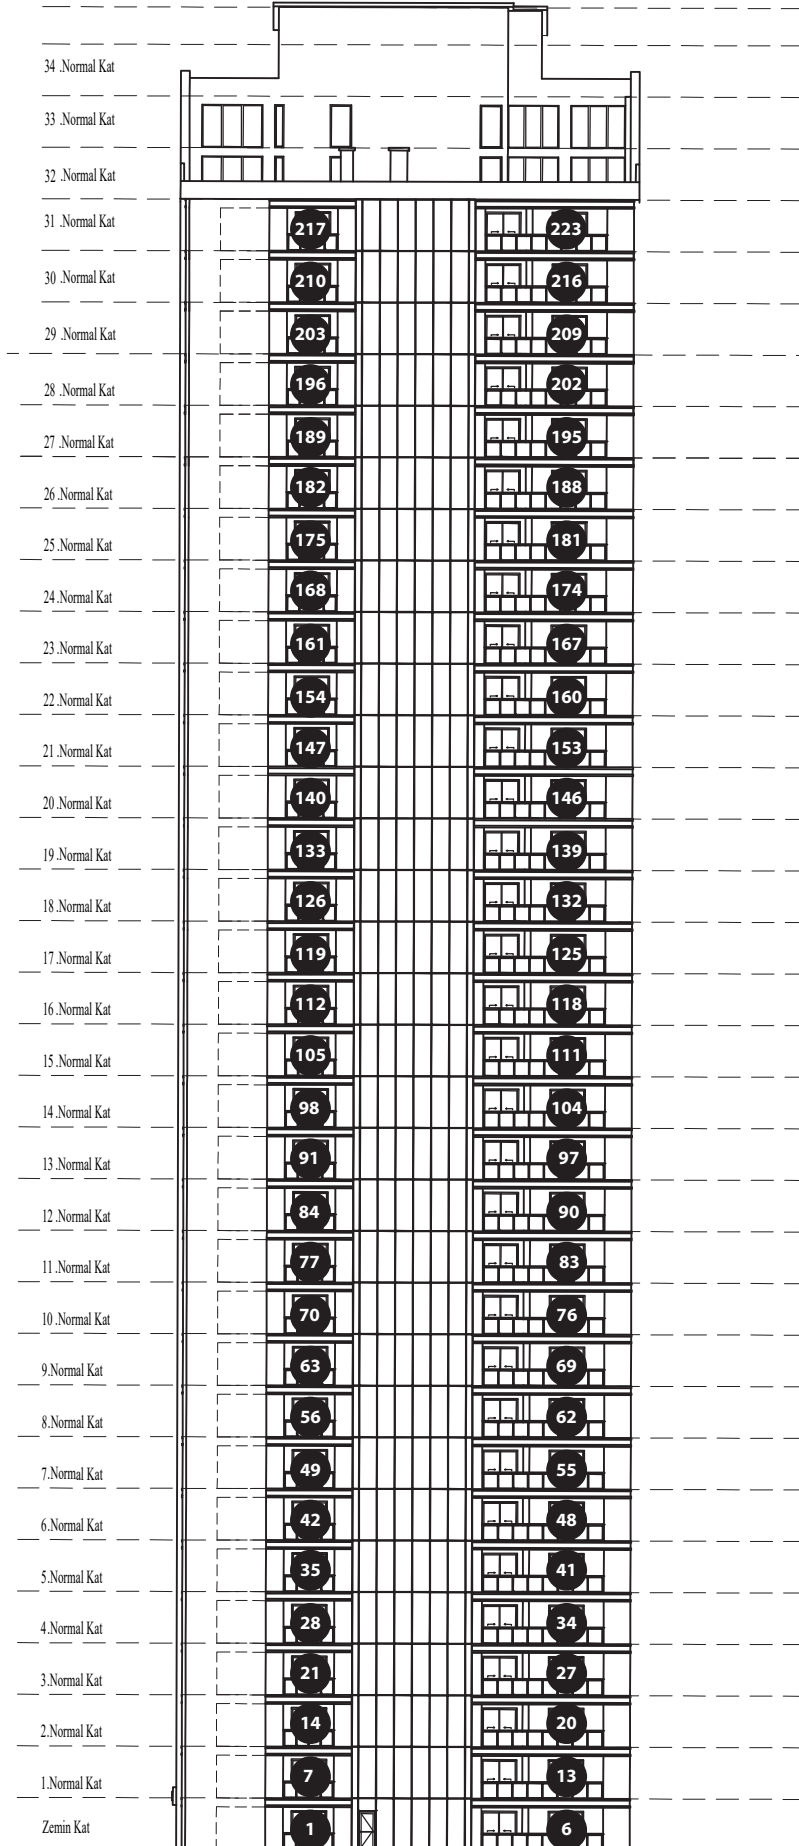 34 .Normal Kat
33 .Normal Kat
32 .Normal Kat
31 .Normal Kat 217 223
30 .Normal Kat 210 216
29 .Normal Kat 203 209
28 .Normal Kat 196 202
27 .Normal Kat 189 195
26 .Normal Kat 182 188
25 .Normal Kat 175 181
24 .Normal Kat 168 174
23 .Normal Kat 161 167
22 .Normal Kat 154 160
21 .Normal Kat 147 153
20 .Normal Kat 140 146
19 .Normal Kat 133 139
18 .Normal Kat 126 132
17 .Normal Kat 119 125
16 .Normal Kat 112 118
15 .Normal Kat 105 111
14 .Normal Kat 98 104
13 .Normal Kat 91 97
12 .Normal Kat 84 90
11 .Normal Kat 77 83
10 .Normal Kat 70 76
9.Normal Kat 63 69
8.Normal Kat 56 62
7.Normal Kat 49 55
6.Normal Kat 42 48
5.Normal Kat 35 41
4.Normal Kat 28 34
3.Normal Kat 21 27
2.Normal Kat 14 20
1.Normal Kat 7 13
Zemin Kat 1 6